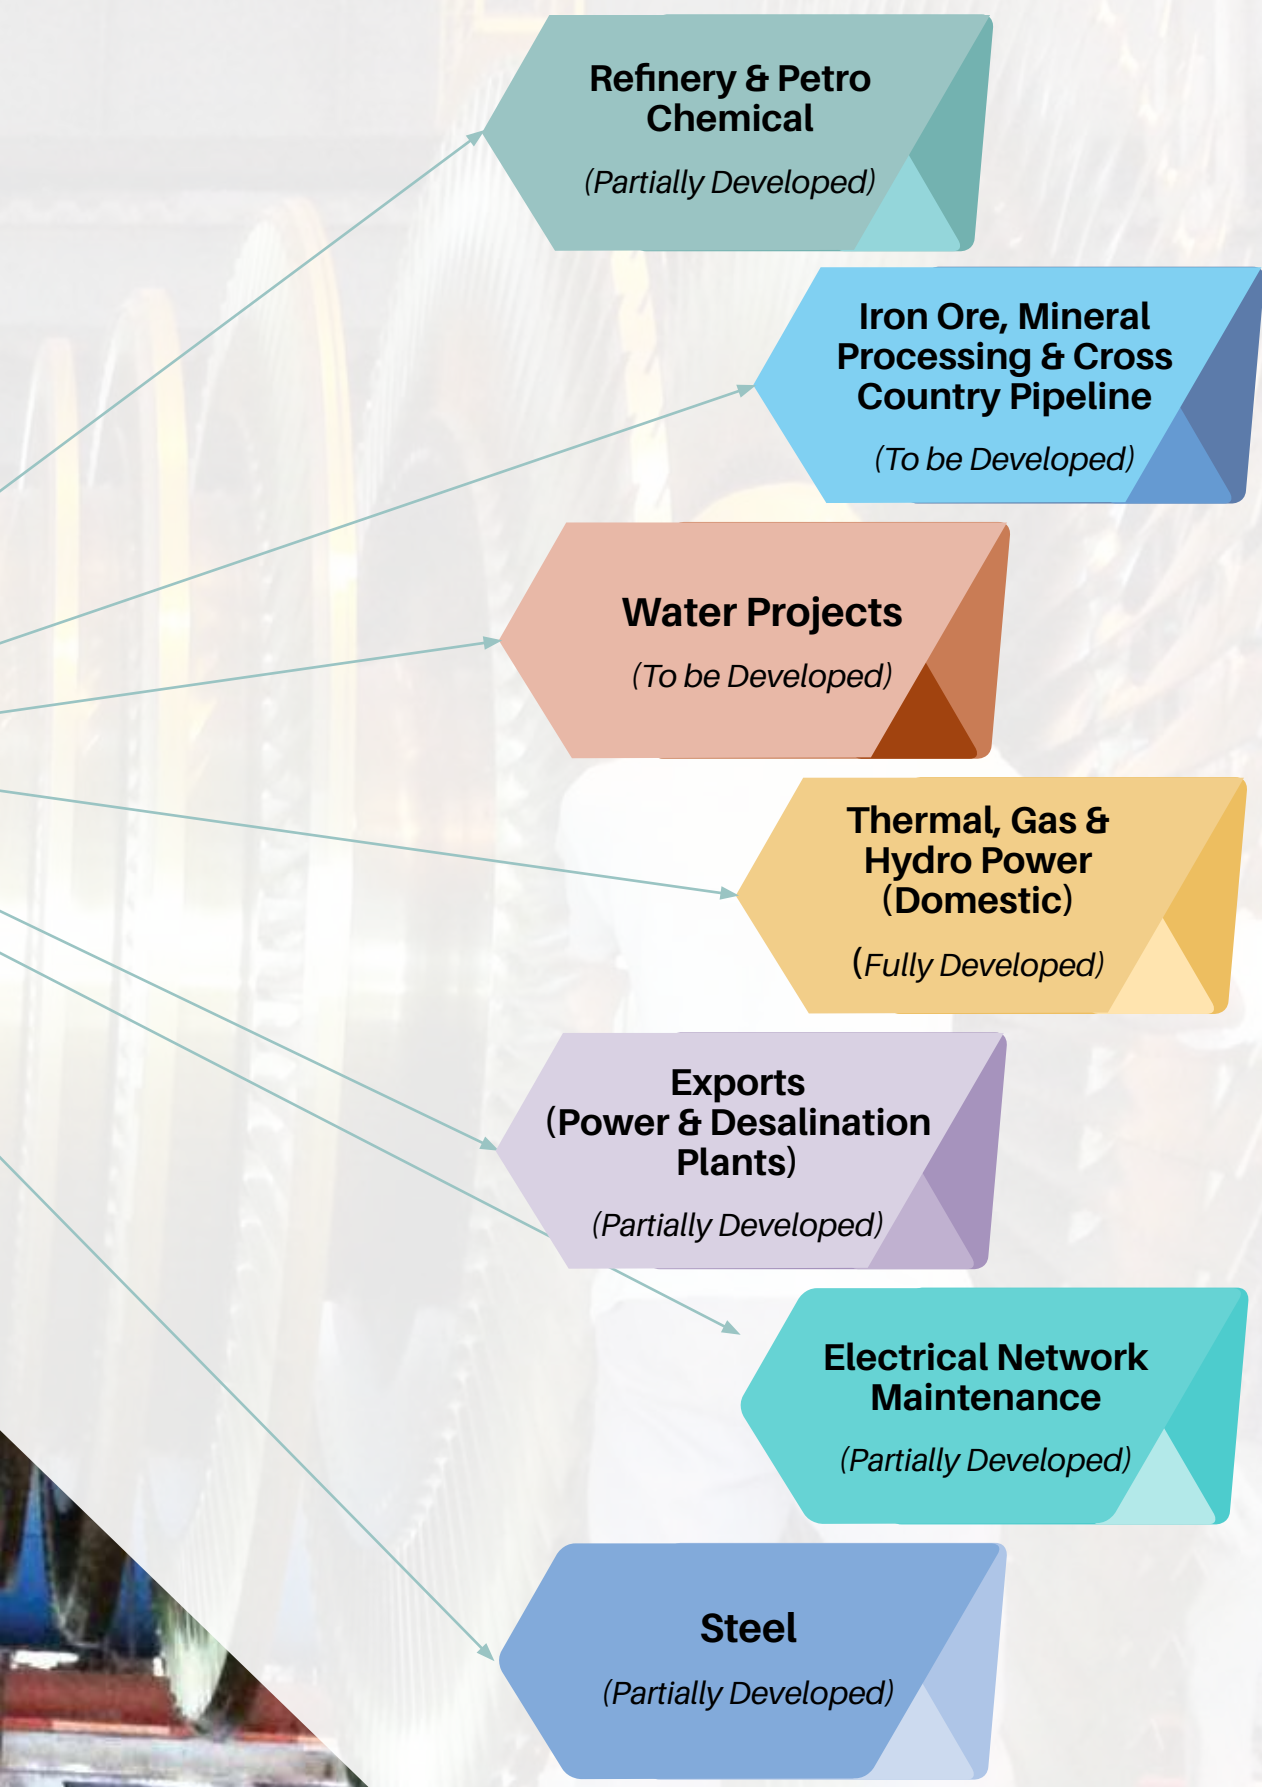 Refinery & Petro
Chemical
(Partially Developed)
Iron Ore, Mineral
Processing & Cross
Country Pipeline
(To be Developed)
Water Projects
(To be Developed)
Thermal, Gas &
Hydro Power
(Domestic)
(Fully Developed)
Exports
(Power & Desalination
Plants)
(Partially Developed)
Electrical Network
Maintenance
(Partially Developed)
Steel
(Partially Developed)